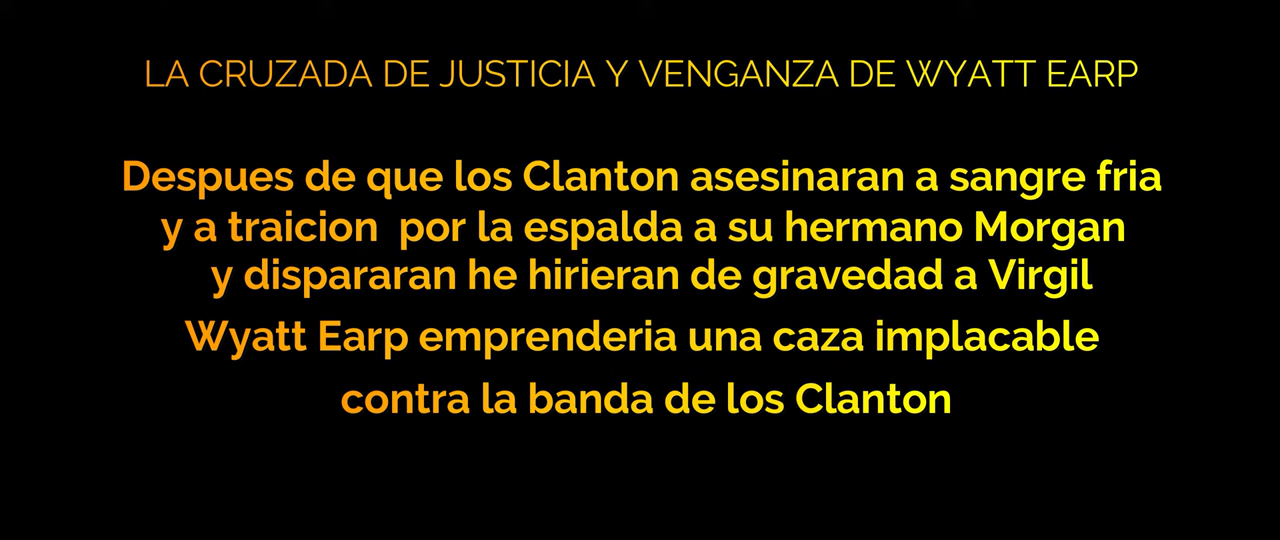 LA CRUZADA DE JUSTICIA Y VENGANZA DE WYATT EARP
Despues de que los Clanton asesinaran a sangre fria
y a traicion  por la espalda a su hermano Morgan
y dispararan he hirieran de gravedad a Virgil
Wyatt Earp emprenderia una caza implacable
contra la banda de los Clanton